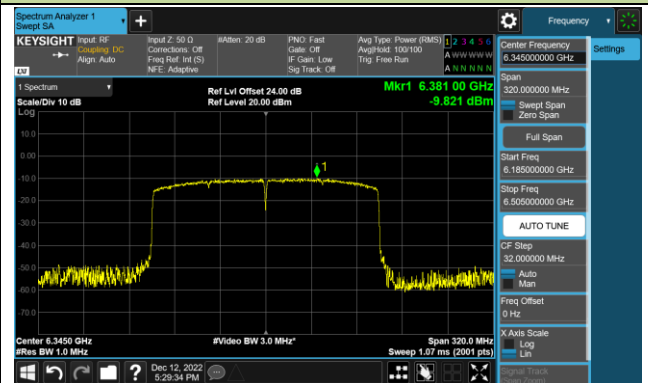 Spectrum Analyzer 1
Swept SA
Frequency
KEYSIGHT
Input: RF
Coupling: DC
Align: Auto
Input Z: 50 Ω
Corrections: Off
Freq Ref: Int (S)
NFE: Adaptive
#Atten: 20 dB
PNO: Fast
Gate: Off
IF Gain: Low
Sig Track: Off
Avg Type: Power (RMS)
Avg|Hold: 100/100
Trig: Free Run
1 2 3 4 5 6
A W W W W W
A N N N N N
LXI
1 Spectrum
Scale/Div 10 dB
Log
Ref Lvl Offset 24.00 dB
Ref Level 20.00 dBm
Mkr1 6.381 00 GHz
-9.821 dBm
1
10.0
0.00
-10.0
-20.0
-30.0
-40.0
-50.0
-60.0
-70.0
Center 6.3450 GHz
#Res BW 1.0 MHz
#Video BW 3.0 MHz*
Span 320.0 MHz
Sweep 1.07 ms (2001 pts)
Dec 12, 2022
5:29:34 PM
Center Frequency
6.345000000 GHz
Settings
Span
320.000000 MHz
Swept Span
Zero Span
Full Span
Start Freq
6.185000000 GHz
Stop Freq
6.505000000 GHz
AUTO TUNE
CF Step
32.000000 MHz
Auto
Man
Freq Offset
0 Hz
X Axis Scale
Log
Lin
Signal Track
(Span Zoom)